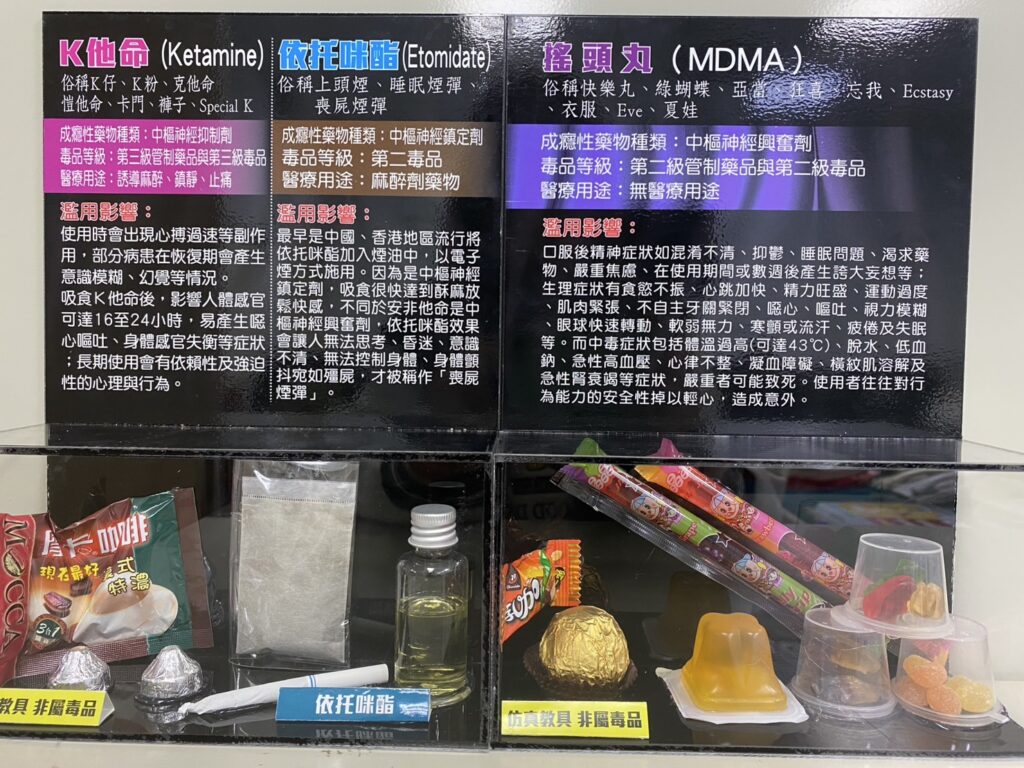 K他命 (Ketamine)
俗稱K仔、K粉、克他命
愷他命、卡門、褲子、Special K
成癮性藥物種類：中樞神經抑制劑
毒品等級：第三級管制藥品與第三級毒品
醫療用途：誘導麻醉、鎮靜、止痛
濫用影響：
使用時會出現心搏過速等副作
用，部分病患在恢復期會產生
意識模糊、幻覺等情況。
吸食K他命後，影響人體感官
可達16至24小時，易產生噁
心嘔吐、身體感官失衡等症狀
；長期使用會有依賴性及強迫
性的心理與行為。
依托咪酯(Etomidate)
俗稱上頭煙、睡眠煙彈、
喪屍煙彈
成癮性藥物種類：中樞神經鎮定劑
毒品等級：第二毒品
醫療用途：麻醉劑藥物
濫用影響：
最早是中國、香港地區流行將
依托咪酯加入煙油中，以電子
煙方式施用。因為是中樞神經
鎮定劑，吸食很快達到酥麻放
鬆快感，不同於安非他命是中
樞神經興奮劑，依托咪酯效果
會讓人無法思考、昏迷、意識
不清、無法控制身體、身體顫
抖宛如殭屍，才被稱作「喪屍
煙彈」。
搖頭丸（MDMA）
俗稱快樂丸、綠蝴蝶、亞當、狂喜、忘我、Ecstasy
、衣服、Eve、夏娃
成癮性藥物種類：中樞神經興奮劑
毒品等級：第二級管制藥品與第二級毒品
醫療用途：無醫療用途
濫用影響：
口服後精神症狀如混淆不清、抑鬱、睡眠問題、渴求藥
物、嚴重焦慮、在使用期間或數週後產生誇大妄想等；
生理症狀有食慾不振、心跳加快、精力旺盛、運動過度
、肌肉緊張、不自主牙關緊閉、噁心、嘔吐、視力模糊
、眼球快速轉動、軟弱無力、寒顫或流汗、疲倦及失眠
等。而中毒症狀包括體溫過高(可達43℃)、脫水、低血
鈉、急性高血壓、心律不整、凝血障礙、橫紋肌溶解及
急性腎衰竭等症狀，嚴重者可能致死。使用者往往對行
為能力的安全性掉以輕心，造成意外。
MOCCA
咖啡
現在最好
式
特濃
3in1
教具 非屬毒品
依托咪酯
仿真教具 非屬毒品